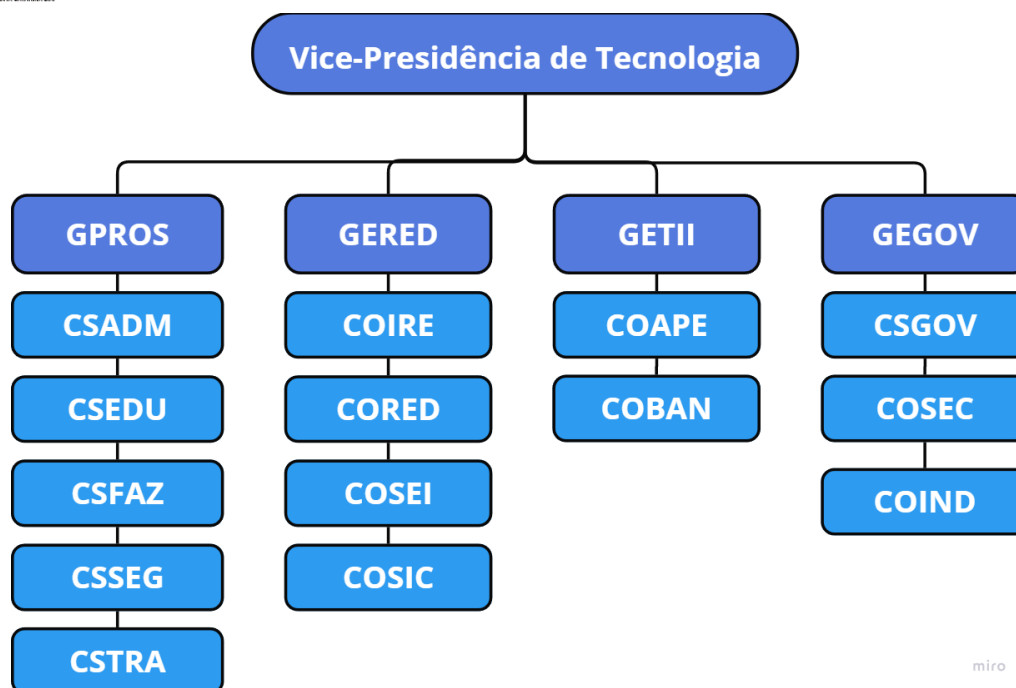 Vice-Presidência de Tecnologia
GPROS
GERED
GETII
GEGOV
CSADM
COIRE
COAPE
CSGOV
CSEDU
CORED
COBAN
COSEC
CSFAZ
COSEI
COIND
CSSEG
COSIC
CSTRA
miro